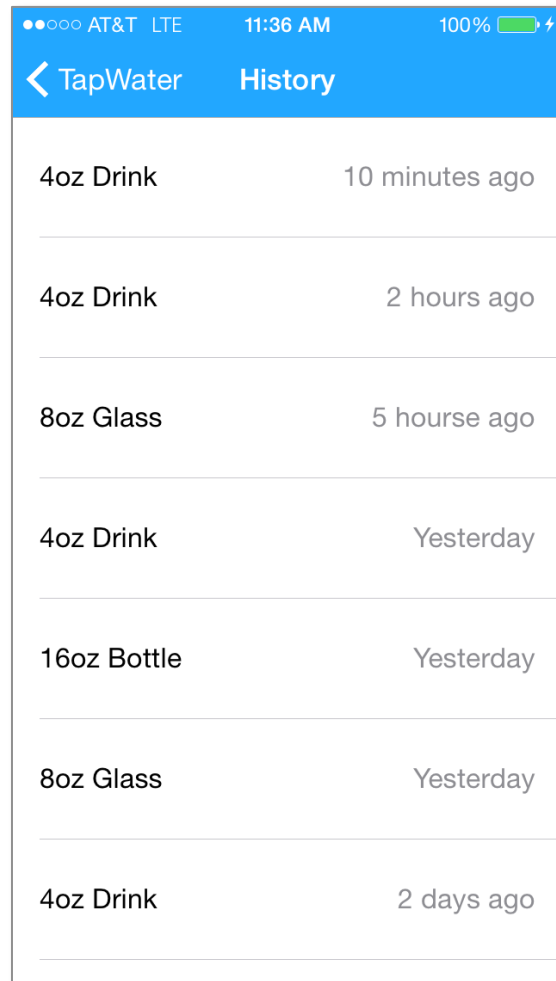 AT&T LTE 11:36 AM 100%
TapWater History
4oz Drink 10 minutes ago
4oz Drink 2 hours ago
8oz Glass 5 hourse ago
4oz Drink Yesterday
16oz Bottle Yesterday
8oz Glass Yesterday
4oz Drink 2 days ago